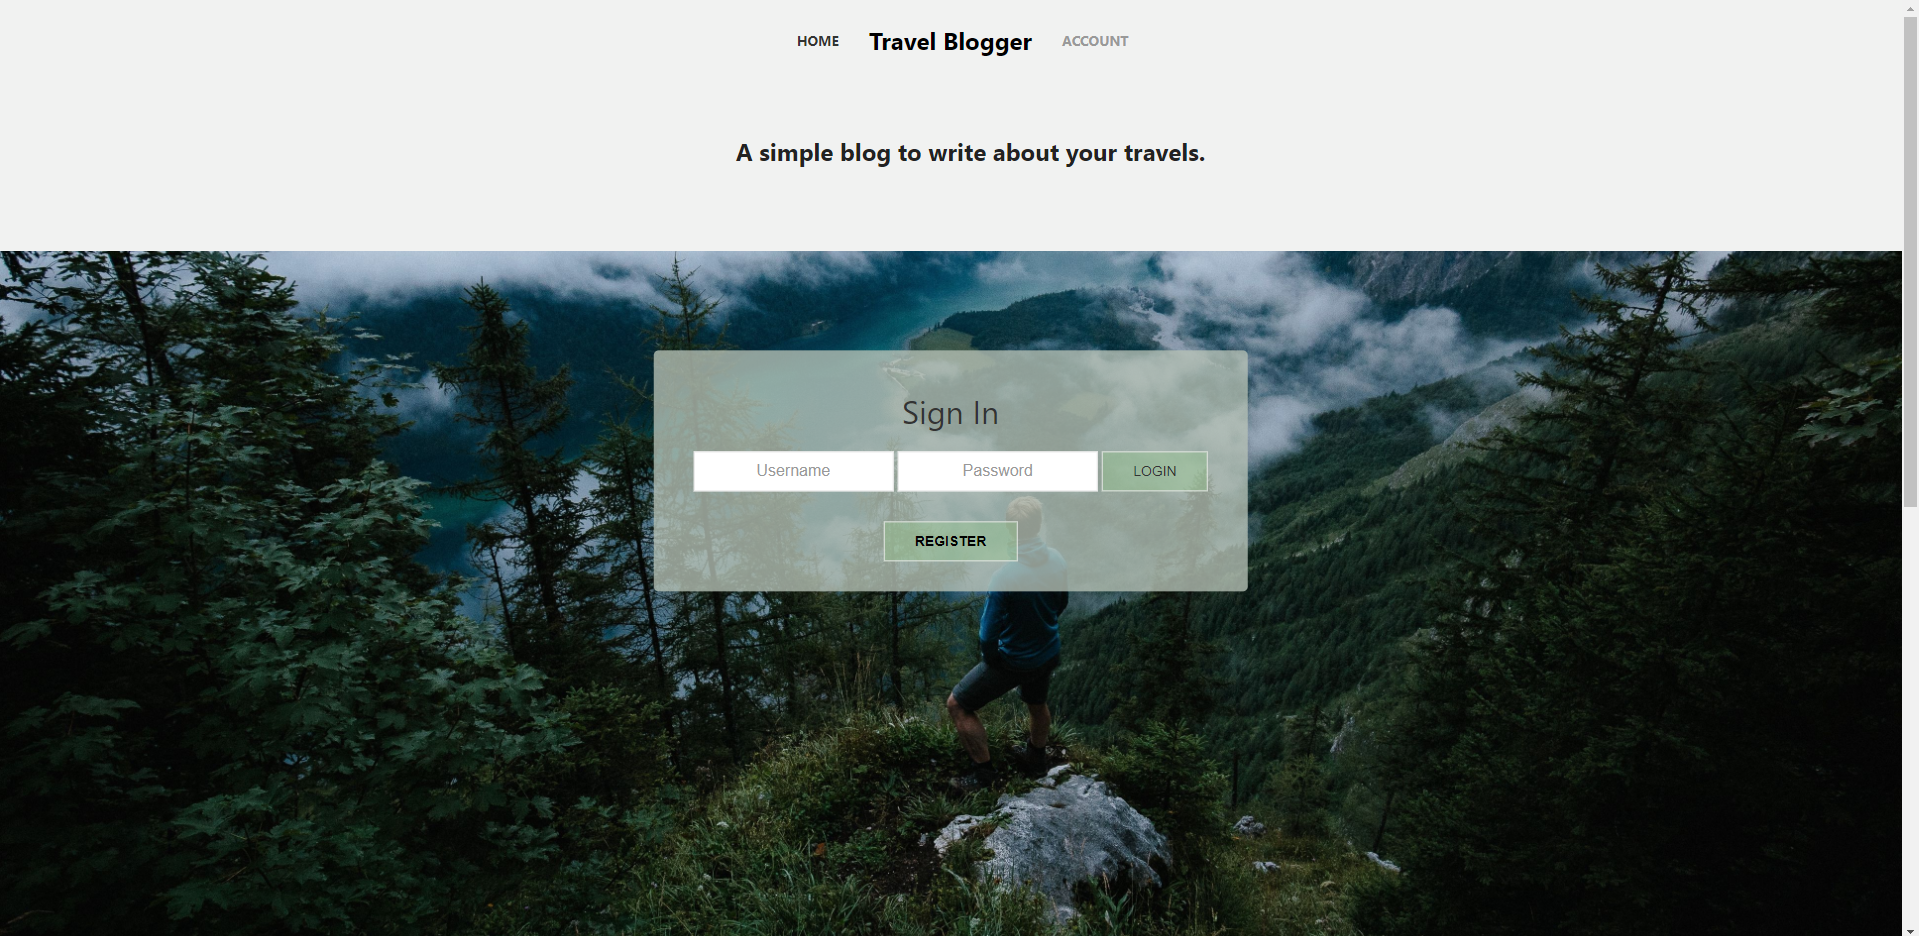 HOME Travel Blogger ACCOUNT
A simple blog to write about your travels.
Sign In
Username Password LOGIN
REGISTER